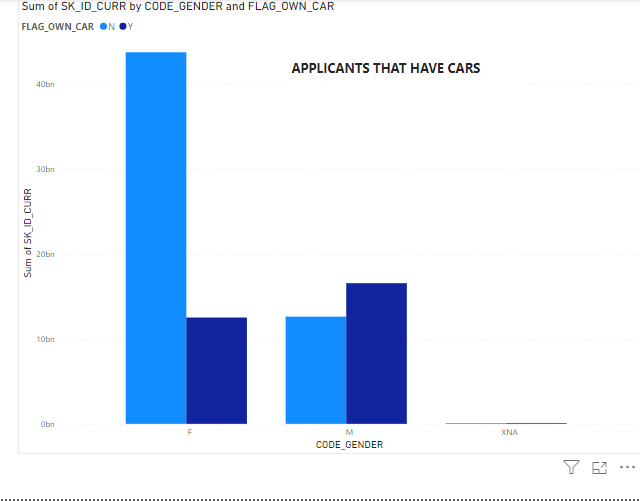 Sum of SK_ID_CURR by CODE_GENDER and FLAG_OWN_CAR
FLAG_OWN_CAR N Y
APPLICANTS THAT HAVE CARS
40bn
30bn
20bn
10bn
0bn
Sum of SK_ID_CURR
F M XNA
CODE_GENDER